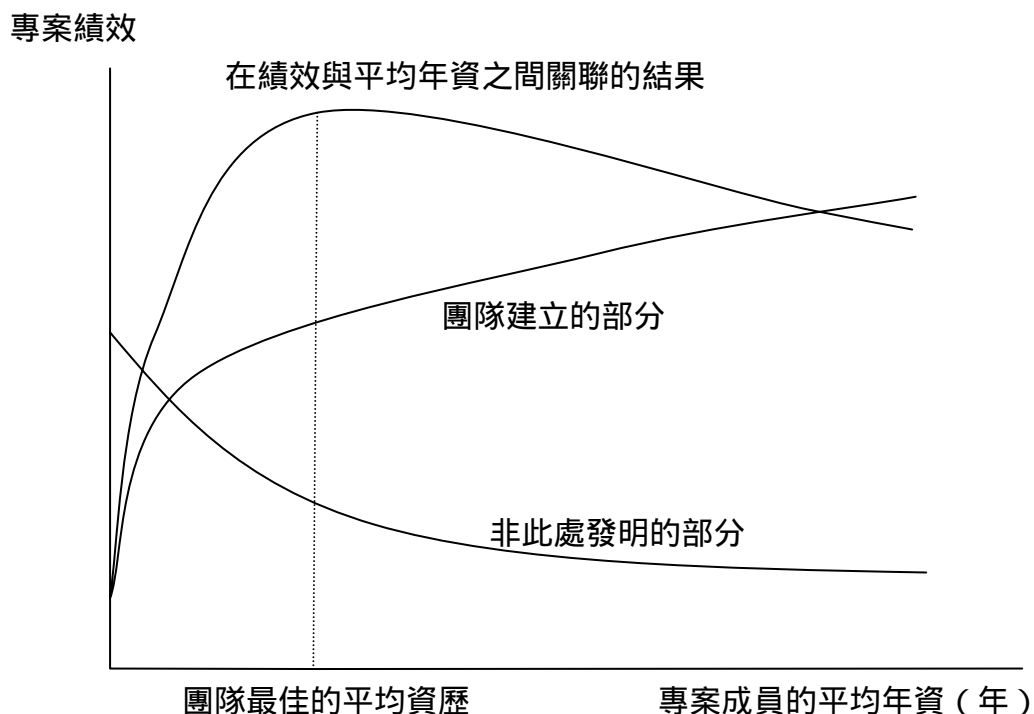 專案績效
在績效與平均年資之間關聯的結果
團隊建立的部分
非此處發明的部分
團隊最佳的平均資歷
專案成員的平均年資（年）